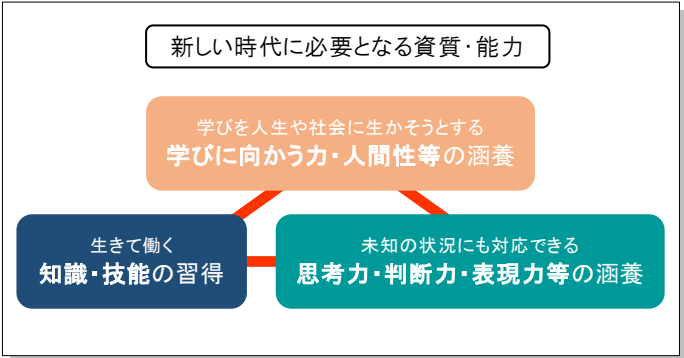 新しい時代に必要となる資質・能力
学びを人生や社会に生かそうとする
学びに向かう力・人間性等の涵養
生きて働く
知識・技能の習得
未知の状況にも対応できる
思考力・判断力・表現力等の涵養